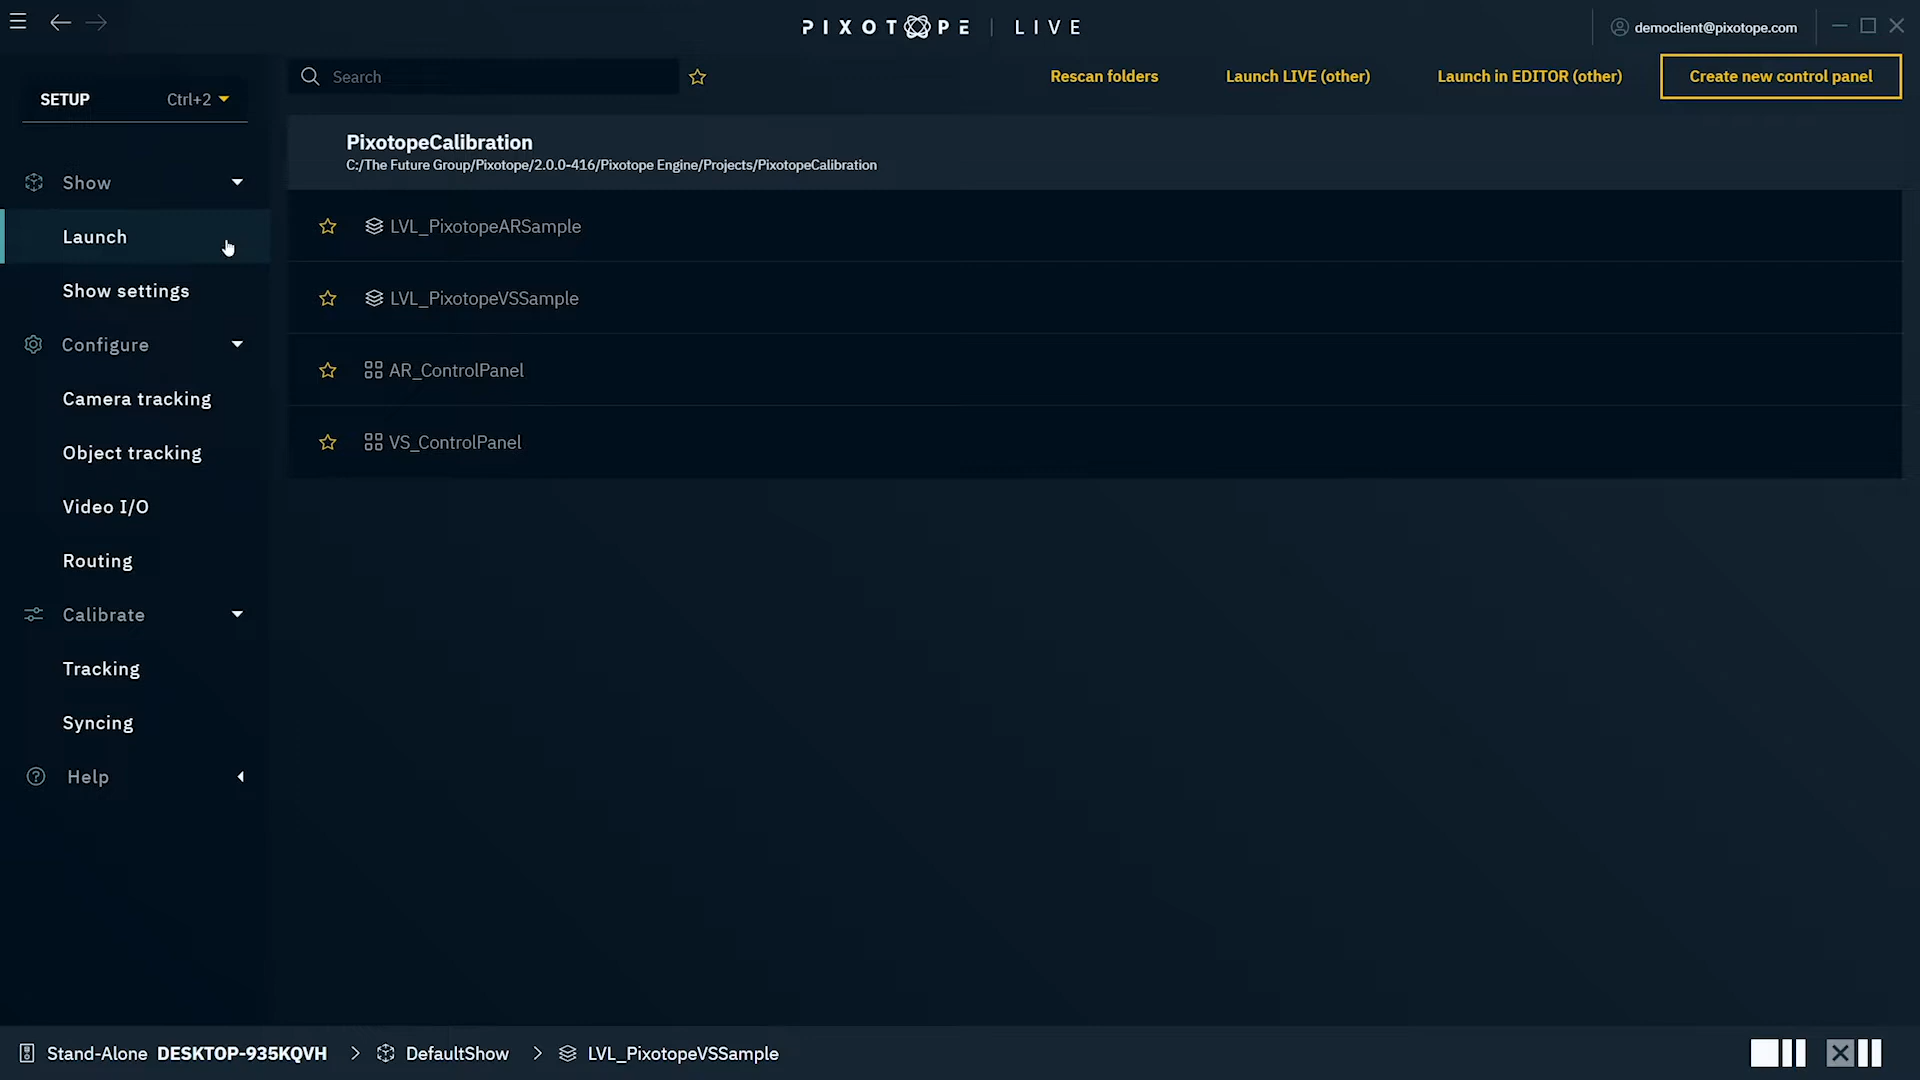 PIXOTOPE | LIVE
democlient@pixotope.com
SETUP Ctrl+2
Search
Rescan folders
Launch LIVE (other)
Launch in EDITOR (other)
Create new control panel
Show
Launch
Show settings
Configure
Camera tracking
Object tracking
Video I/O
Routing
Calibrate
Tracking
Syncing
Help
PixotopeCalibration
C:/The Future Group/Pixotope/2.0.0-416/Pixotope Engine/Projects/PixotopeCalibration
LVL_PixotopeARSample
LVL_PixotopeVSSample
AR_ControlPanel
VS_ControlPanel
Stand-Alone DESKTOP-935KQVH > DefaultShow > LVL_PixotopeVSSample